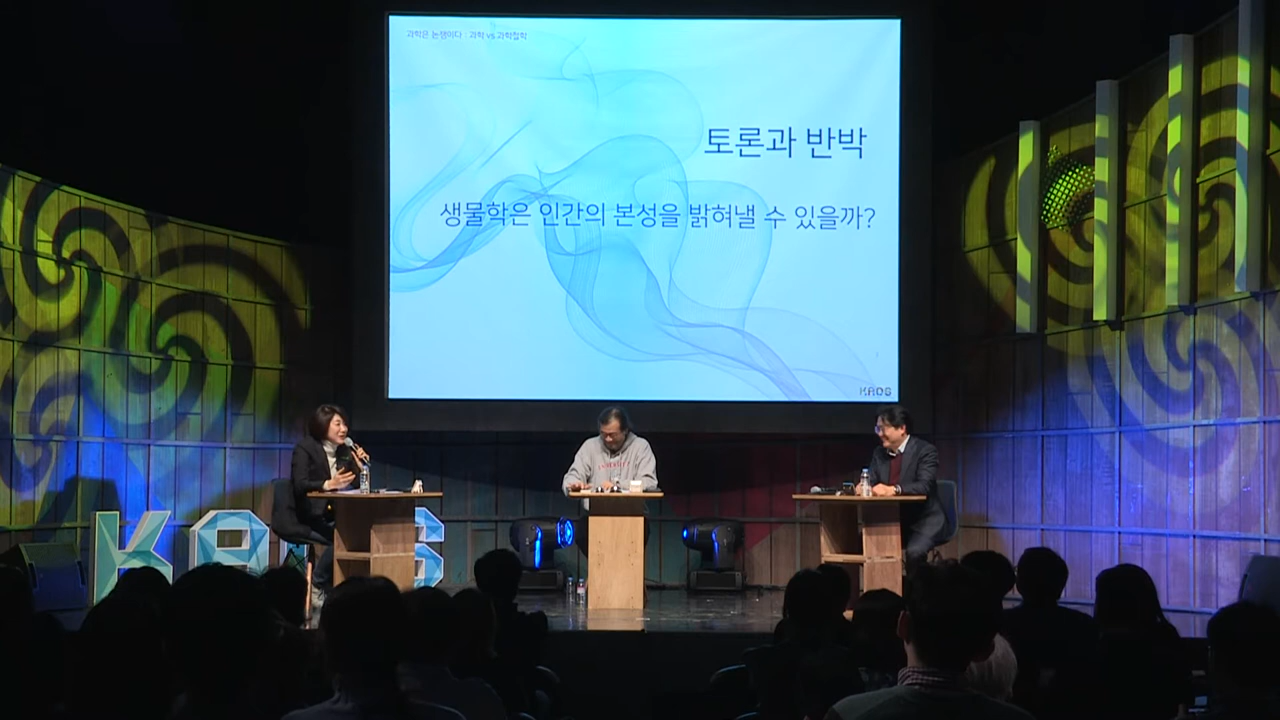 과학은 논쟁이다 : 과학 vs 과학철학
토론과 반박
생물학은 인간의 본성을 밝혀낼 수 있을까?
KAOS
KAOS